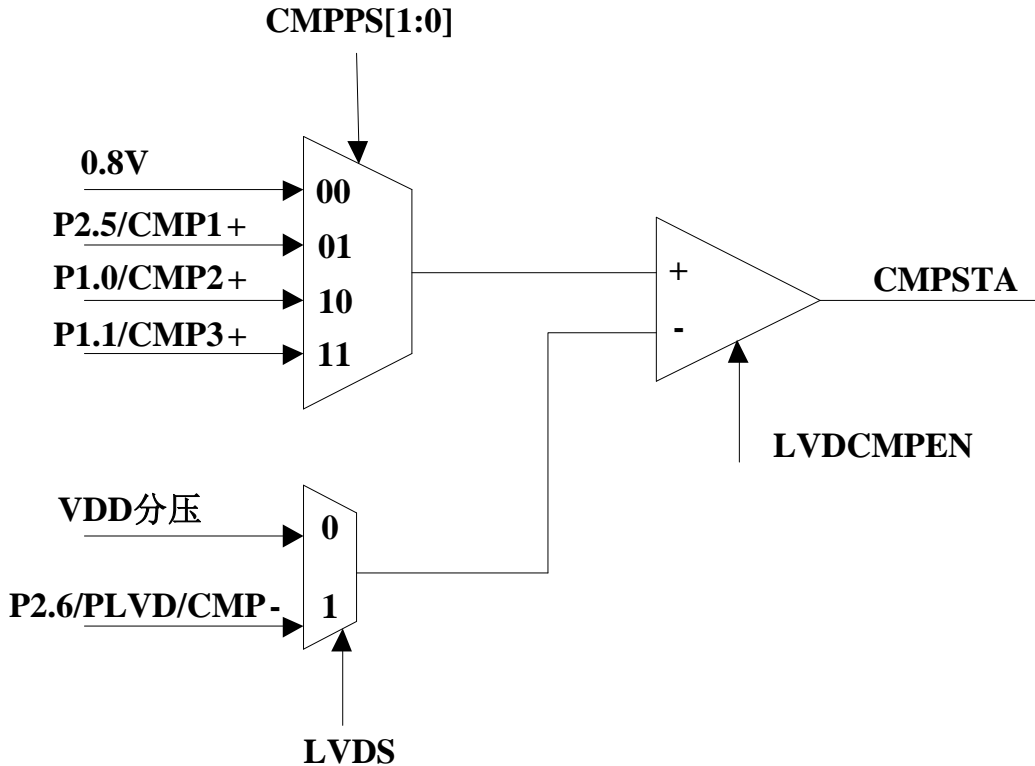 CMPPS[1:0]
0.8V
00
P2.5/CMP1+
01
P1.0/CMP2+
10
P1.1/CMP3+
11
+
-
CMPSTA
LVDCMPEN
VDD分压
0
P2.6/PLVD/CMP-
1
LVDS